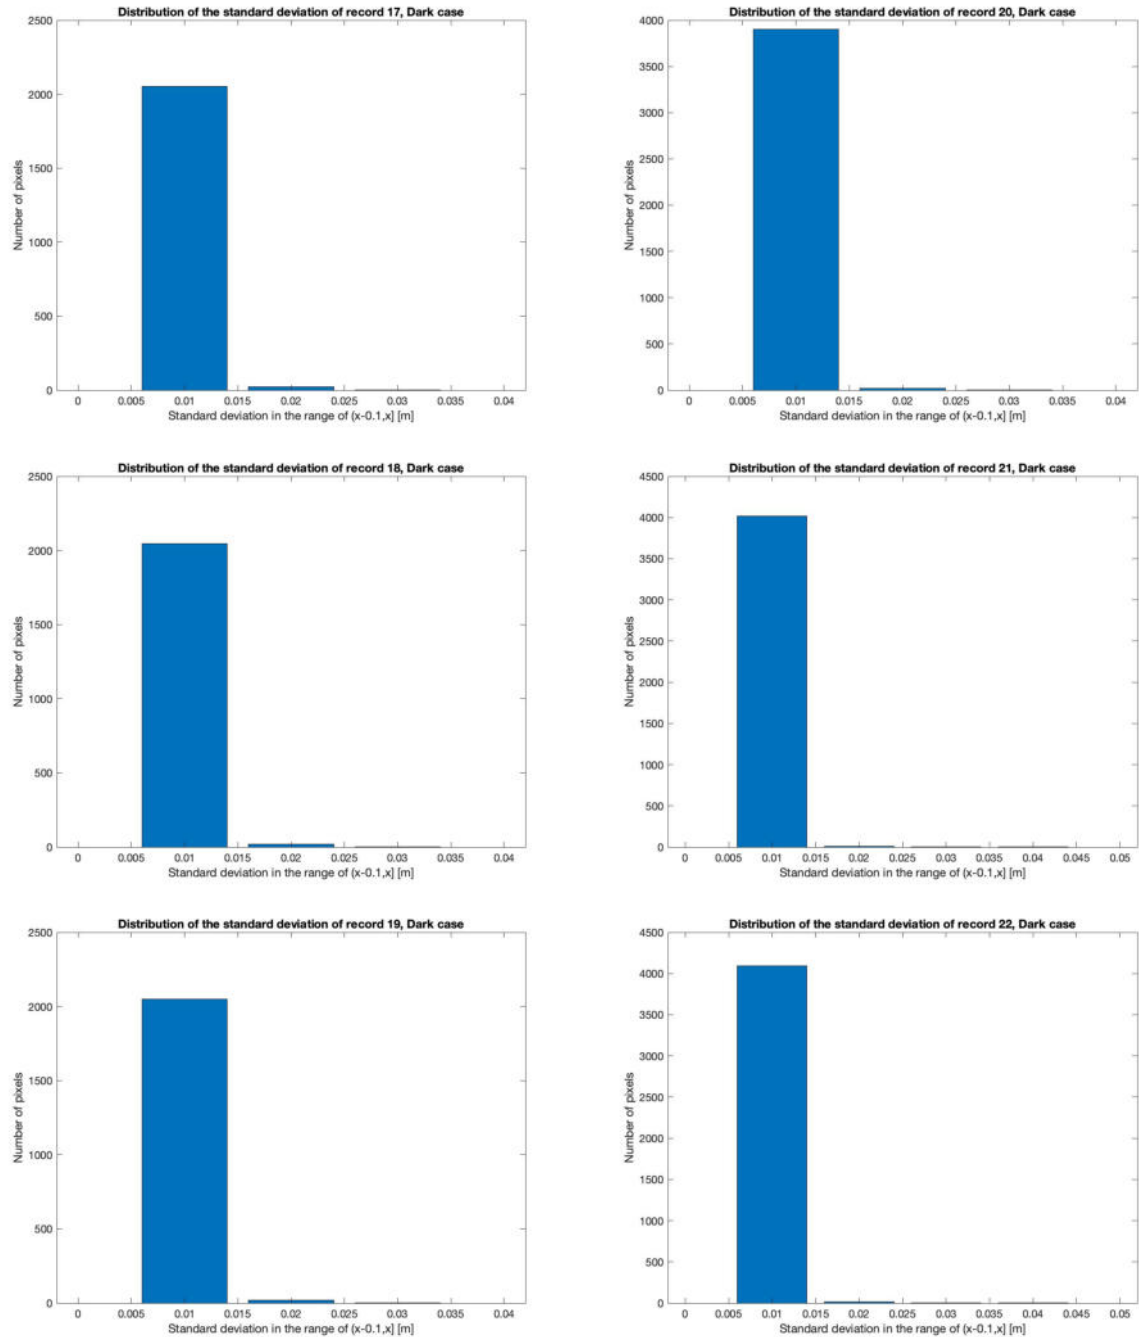 Distribution of the standard deviation of record 17, Dark case
2500
2000
1500
1000
500
0
Number of pixels
0 0.005 0.01 0.015 0.02 0.025 0.03 0.035 0.04
Standard deviation in the range of (x-0.1,x] [m]
Distribution of the standard deviation of record 20, Dark case
4000
3500
3000
2500
2000
1500
1000
500
0
Number of pixels
0 0.005 0.01 0.015 0.02 0.025 0.03 0.035 0.04
Standard deviation in the range of (x-0.1,x] [m]
Distribution of the standard deviation of record 18, Dark case
2500
2000
1500
1000
500
0
Number of pixels
0 0.005 0.01 0.015 0.02 0.025 0.03 0.035 0.04
Standard deviation in the range of (x-0.1,x] [m]
Distribution of the standard deviation of record 21, Dark case
4500
4000
3500
3000
2500
2000
1500
1000
500
0
Number of pixels
0 0.005 0.01 0.015 0.02 0.025 0.03 0.035 0.04 0.045 0.05
Standard deviation in the range of (x-0.1,x] [m]
Distribution of the standard deviation of record 19, Dark case
2500
2000
1500
1000
500
0
Number of pixels
0 0.005 0.01 0.015 0.02 0.025 0.03 0.035 0.04
Standard deviation in the range of (x-0.1,x] [m]
Distribution of the standard deviation of record 22, Dark case
4500
4000
3500
3000
2500
2000
1500
1000
500
0
Number of pixels
0 0.005 0.01 0.015 0.02 0.025 0.03 0.035 0.04 0.045 0.05
Standard deviation in the range of (x-0.1,x] [m]